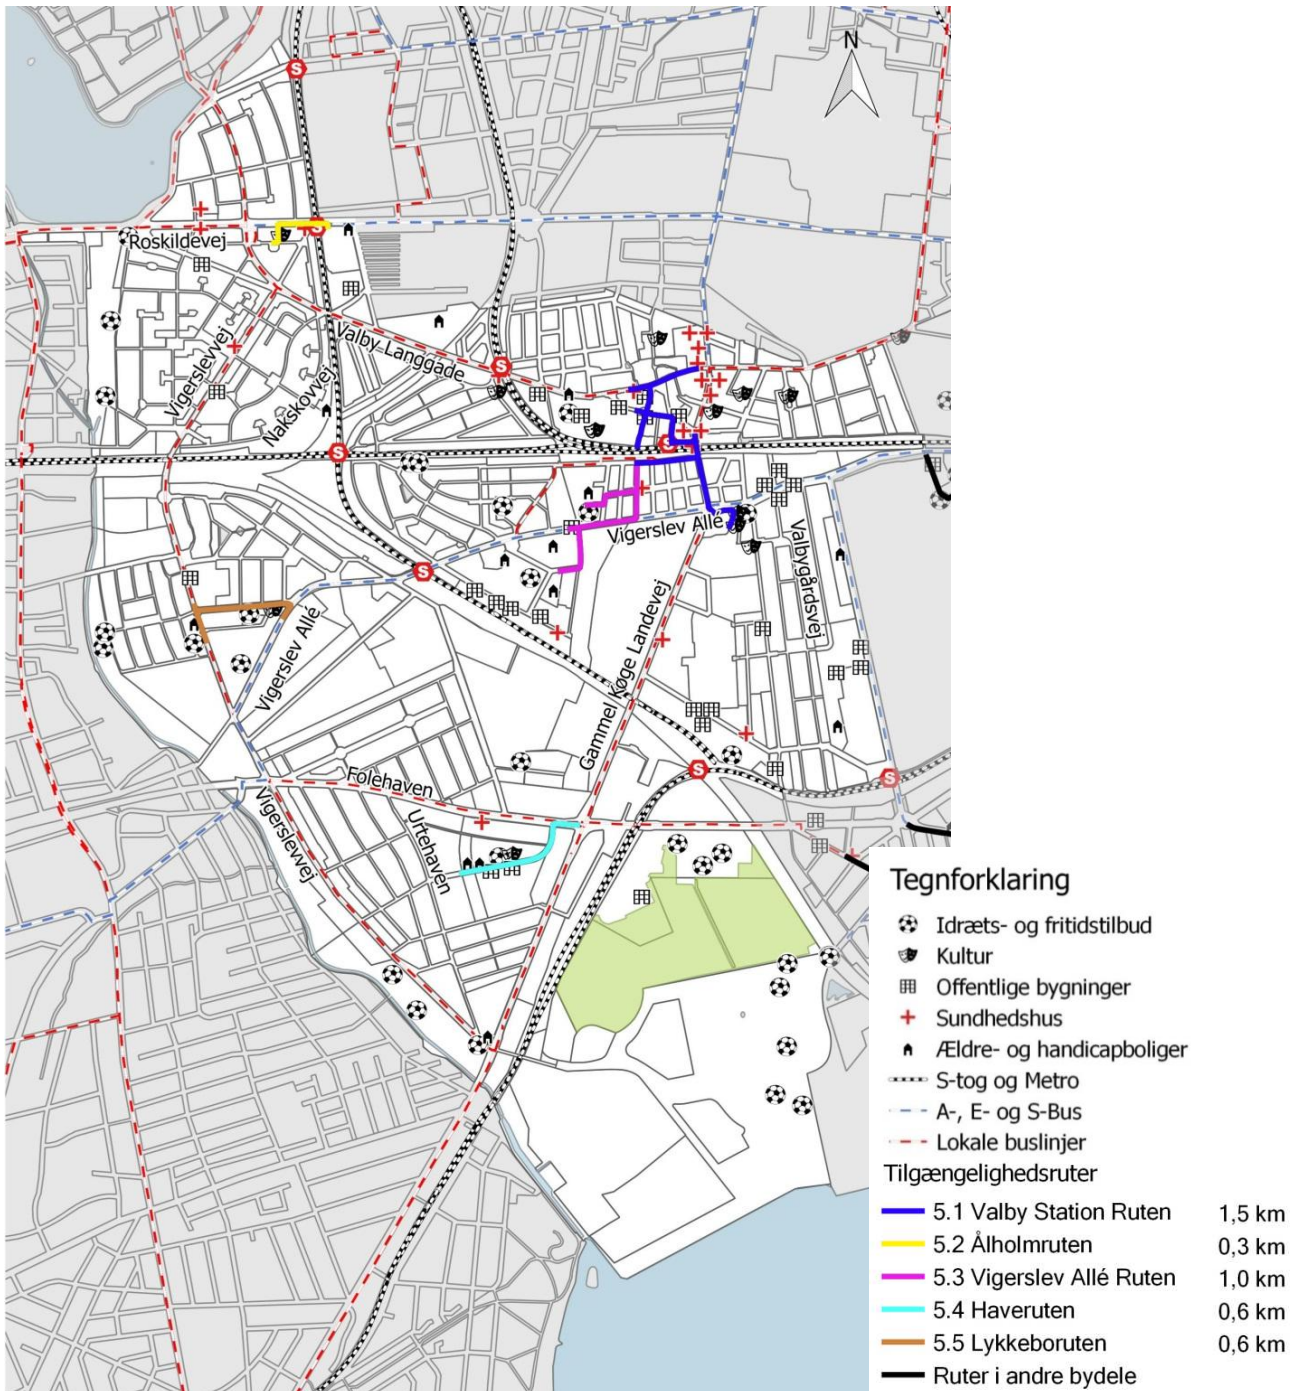 N
S
Roskildevej
Valby Langgade
S
Vigerslevvej
Nakskovvej
S
S
S
S
Vigerslev Allé
Valbygårdsvej
Vigerslev Allé
Gammel Køge Landevej
S
S
Folehaven
Vigerslevvej
Urtehaven
Tegnforklaring
Idræts- og fritidstilbud
Kultur
Offentlige bygninger
Sundhedshus
Ældre- og handicapboliger
S-tog og Metro
A-, E- og S-Bus
Lokale buslinjer
Tilgængelighedsruter
5.1 Valby Station Ruten 1,5 km
5.2 Ålholmruten 0,3 km
5.3 Vigerslev Allé Ruten 1,0 km
5.4 Haveruten 0,6 km
5.5 Lykkeboruten 0,6 km
Ruter i andre bydele